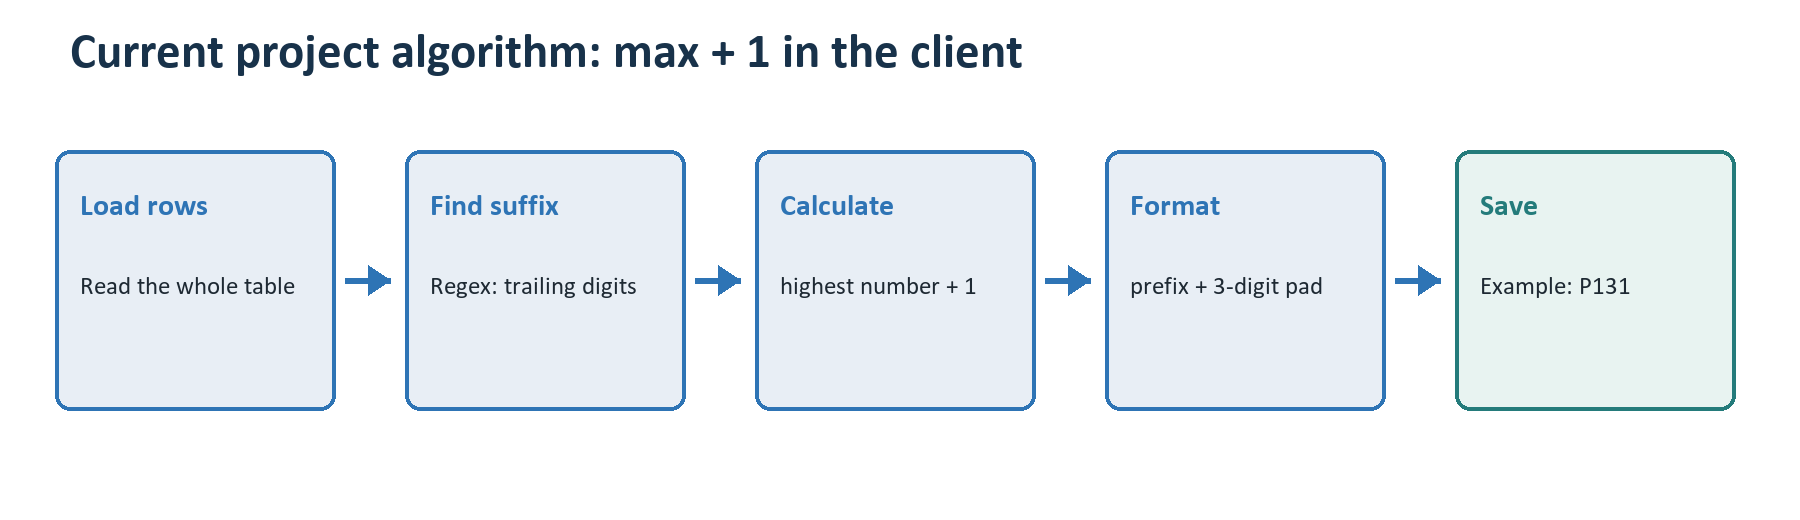 Current project algorithm: max + 1 in the client
Load rows
Read the whole table
Find suffix
Regex: trailing digits
Calculate
highest number + 1
Format
prefix + 3-digit pad
Save
Example: P131